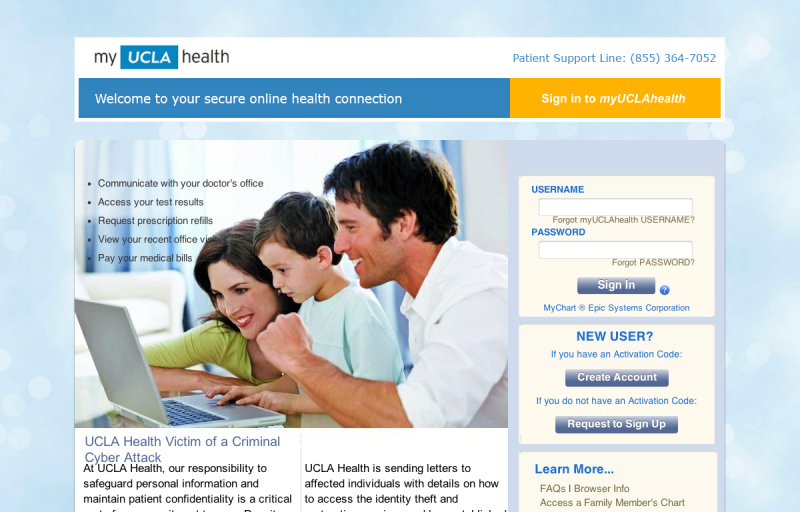 my UCLA health
Patient Support Line: (855) 364-7052
Welcome to your secure online health connection
Sign in to myUCLAhealth
• Communicate with your doctor's office
• Access your test results
• Request prescription refills
• View your recent office
• Pay your medical bills
USERNAME
Forgot myUCLAhealth USERNAME?
PASSWORD
Forgot PASSWORD?
Sign In
?
MyChart ® Epic Systems Corporation
NEW USER?
If you have an Activation Code:
Create Account
If you do not have an Activation Code:
Request to Sign Up
UCLA Health Victim of a Criminal
Cyber Attack
At UCLA Health, our responsibility to
safeguard personal information and
maintain patient confidentiality is a critical
UCLA Health is sending letters to
affected individuals with details on how
to access the identity theft and
Learn More...
FAQs I Browser Info
Access a Family Member's Chart